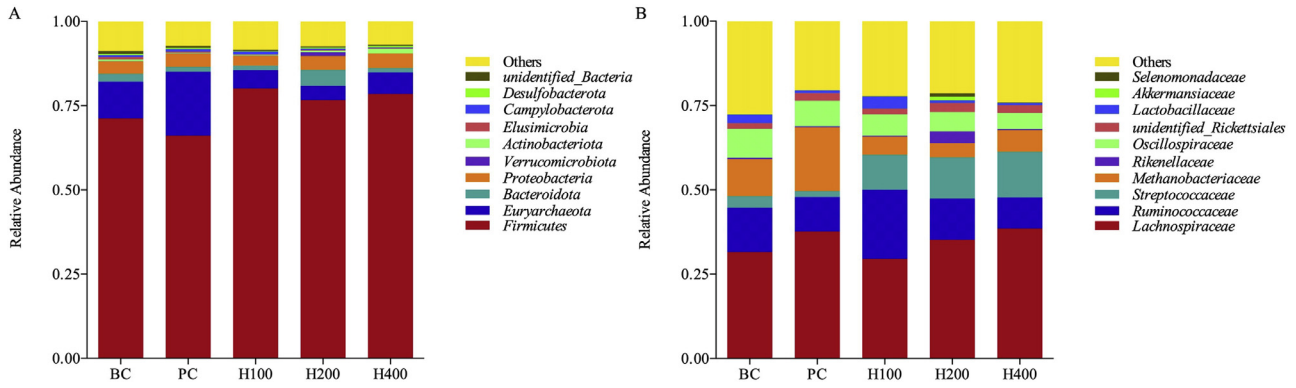 A
Relative Abundance
1.00
0.75
0.50
0.25
0.00
BC PC H100 H200 H400
Others
unidentified_Bacteria
Desulfobacterota
Campylobacterota
Elusimicrobia
Actinobacteriota
Verrucomicrobiota
Proteobacteria
Bacteroidota
Euryarchaeota
Firmicutes
B
Relative Abundance
1.00
0.75
0.50
0.25
0.00
BC PC H100 H200 H400
Others
Selenomonadaceae
Akkermansiaceae
Lactobacillaceae
unidentified_Rickettsiales
Oscillospiraceae
Rikenellaceae
Methanobacteriaceae
Streptococcaceae
Ruminococcaceae
Lachnospiraceae